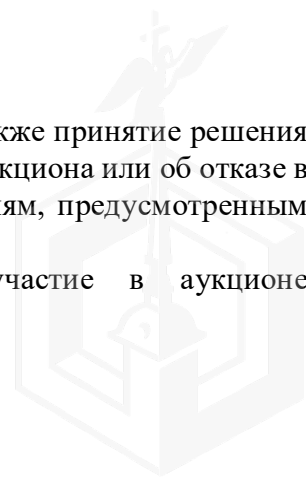 кже принятие решения
кциона или об отказе в
ям, предусмотренным
участие в аукционе